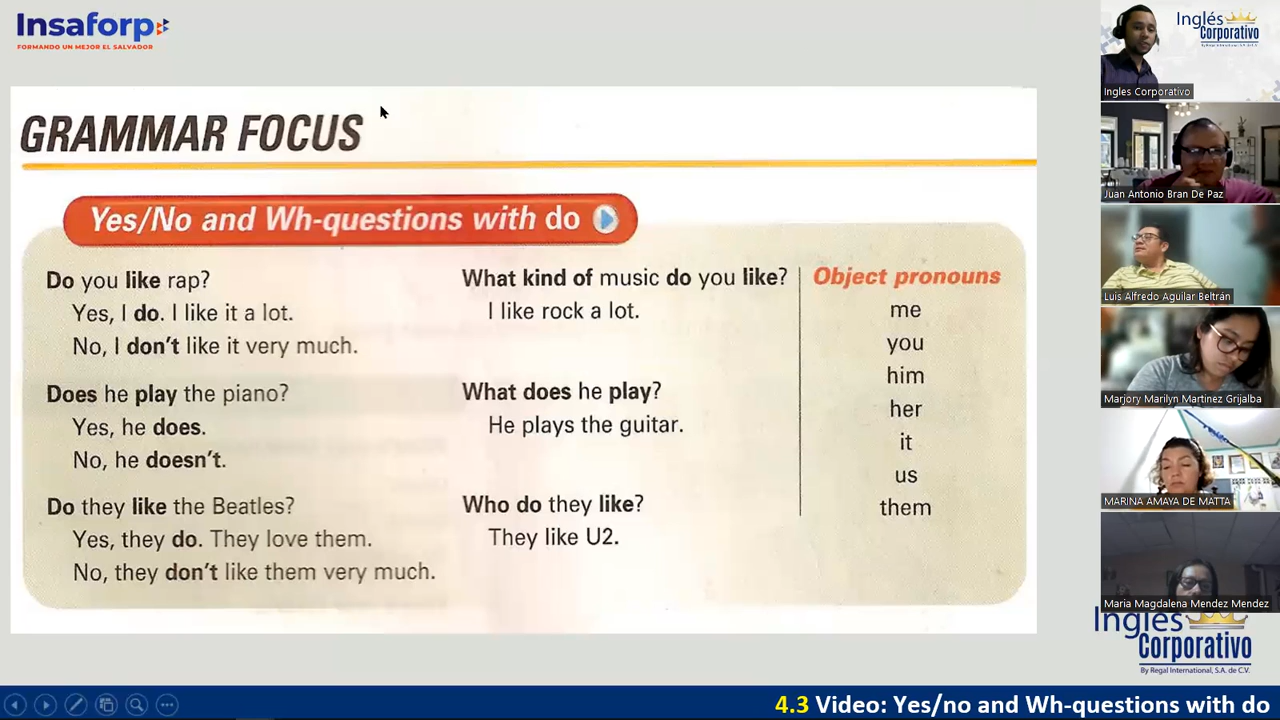 Insaforp
FORMANDO UN MEJOR EL SALVADOR
GRAMMAR FOCUS
Yes/No and Wh-questions with do
Do you like rap?
Yes, I do. I like it a lot.
No, I don't like it very much.
Does he play the piano?
Yes, he does.
No, he doesn't.
Do they like the Beatles?
Yes, they do. They love them.
No, they don't like them very much.
What kind of music do you like?
I like rock a lot.
What does he play?
He plays the guitar.
Who do they like?
They like U2.
Object pronouns
me
you
him
her
it
us
them
Inglés
Corporativo
By Regal International, S.A. de C.V.
Ingles Corporativo
Juan Antonio Bran De Paz
Luis Alfredo Aguilar Beltrán
Marjory Marilyn Martinez Grijalba
MARINA AMAYA DE MATTA
Maria Magdalena Mendez Mendez
Inglés
Corporativo
By Regal International, S.A. de C.V.
4.3 Video: Yes/no and Wh-questions with do